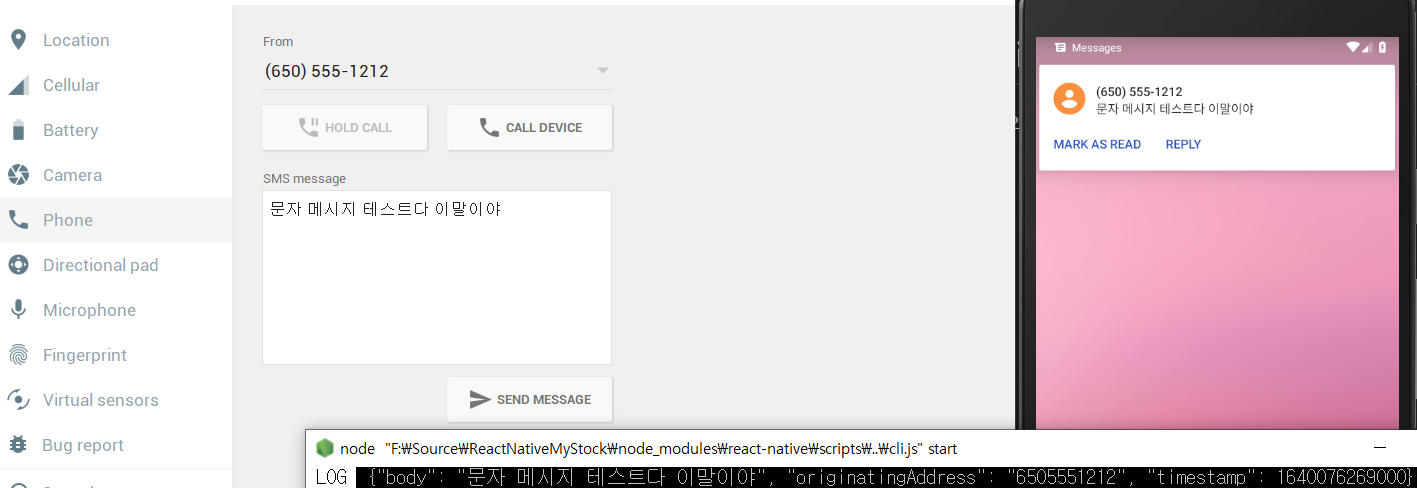 Location
Cellular
Battery
Camera
Phone
Directional pad
Microphone
Fingerprint
Virtual sensors
Bug report
From
(650) 555-1212
HOLD CALL
CALL DEVICE
SMS message
문자 메시지 테스트다 이말이야
SEND MESSAGE
Messages
(650) 555-1212
문자 메시지 테스트다 이말이야
MARK AS READ REPLY
node "F:₩Source₩ReactNativeMyStock₩node_modules₩react-native₩scripts₩..₩cli.js" start
LOG {"body": "문자 메시지 테스트다 이말이야", "originatingAddress": "6505551212", "timestamp": 1640076269000}